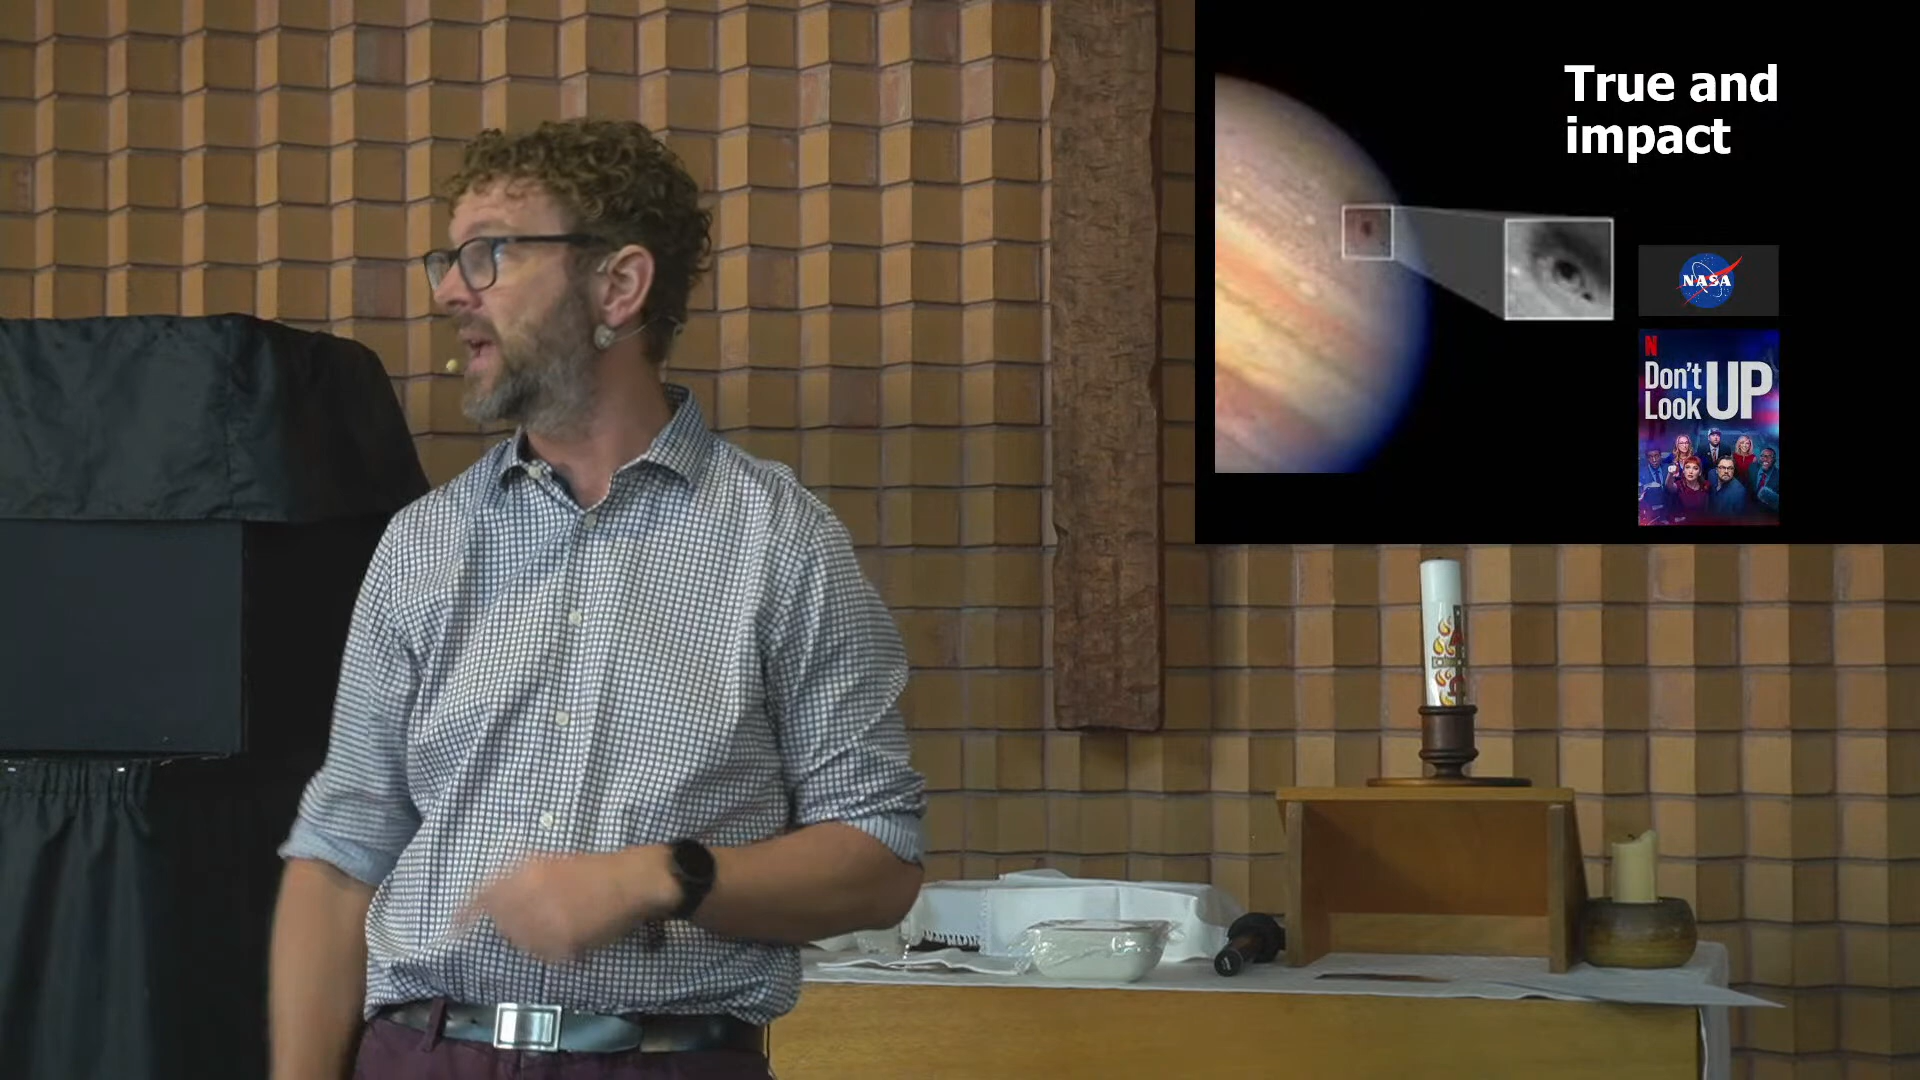 True and
impact
NASA
N
Don't
Look UP